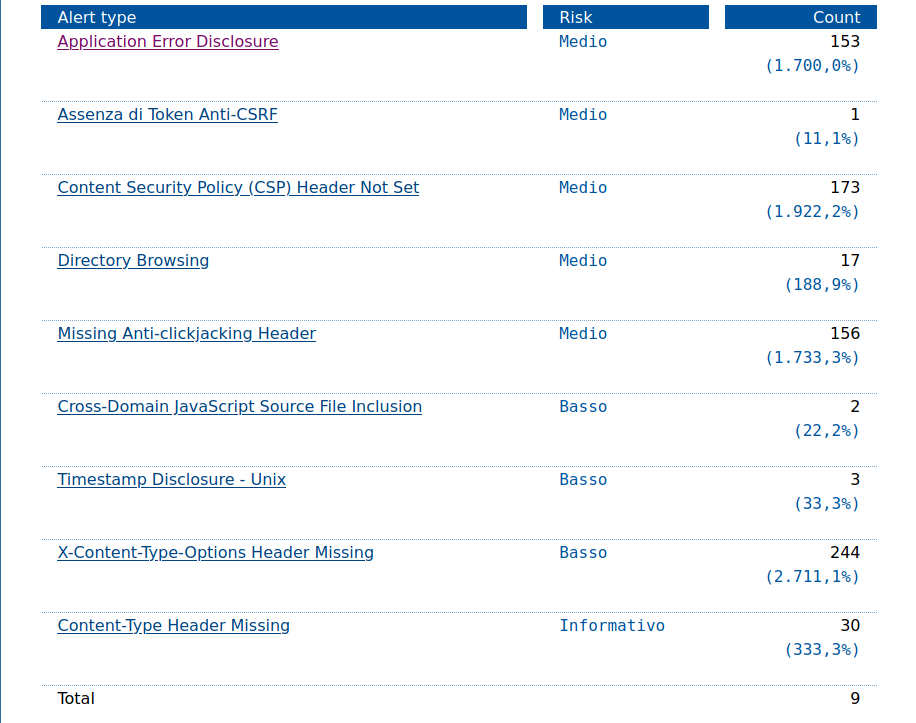 Alert type Risk Count
Application Error Disclosure Medio 153
(1.700,0%)
Assenza di Token Anti-CSRF Medio 1
(11,1%)
Content Security Policy (CSP) Header Not Set Medio 173
(1.922,2%)
Directory Browsing Medio 17
(188,9%)
Missing Anti-clickjacking Header Medio 156
(1.733,3%)
Cross-Domain JavaScript Source File Inclusion Basso 2
(22,2%)
Timestamp Disclosure - Unix Basso 3
(33,3%)
X-Content-Type-Options Header Missing Basso 244
(2.711,1%)
Content-Type Header Missing Informativo 30
(333,3%)
Total 9